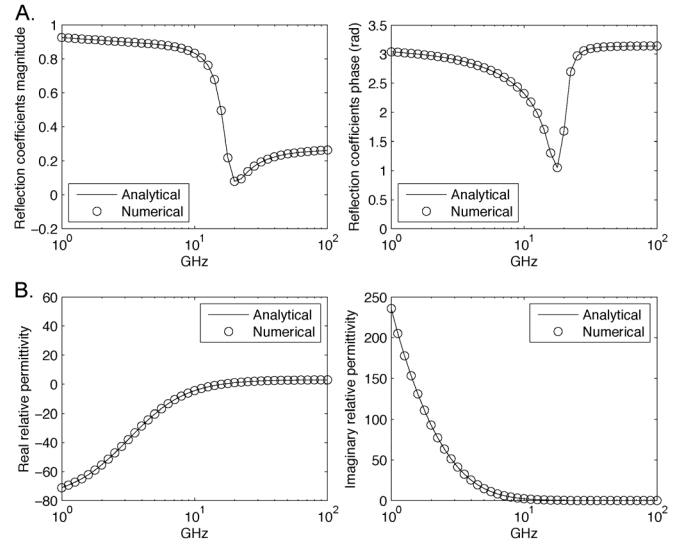 A.
Reflection coefficients magnitude
1
0.8
0.6
0.4
0.2
0
−0.2
Analytical
Numerical
10^0
10^1
10^2
GHz
Reflection coefficients phase (rad)
3.5
3
2.5
2
1.5
1
0.5
0
Analytical
Numerical
10^0
10^1
10^2
GHz
B.
Real relative permittivity
60
40
20
0
−20
−40
−60
−80
Analytical
Numerical
10^0
10^1
10^2
GHz
Imaginary relative permittivity
250
200
150
100
50
0
Analytical
Numerical
10^0
10^1
10^2
GHz